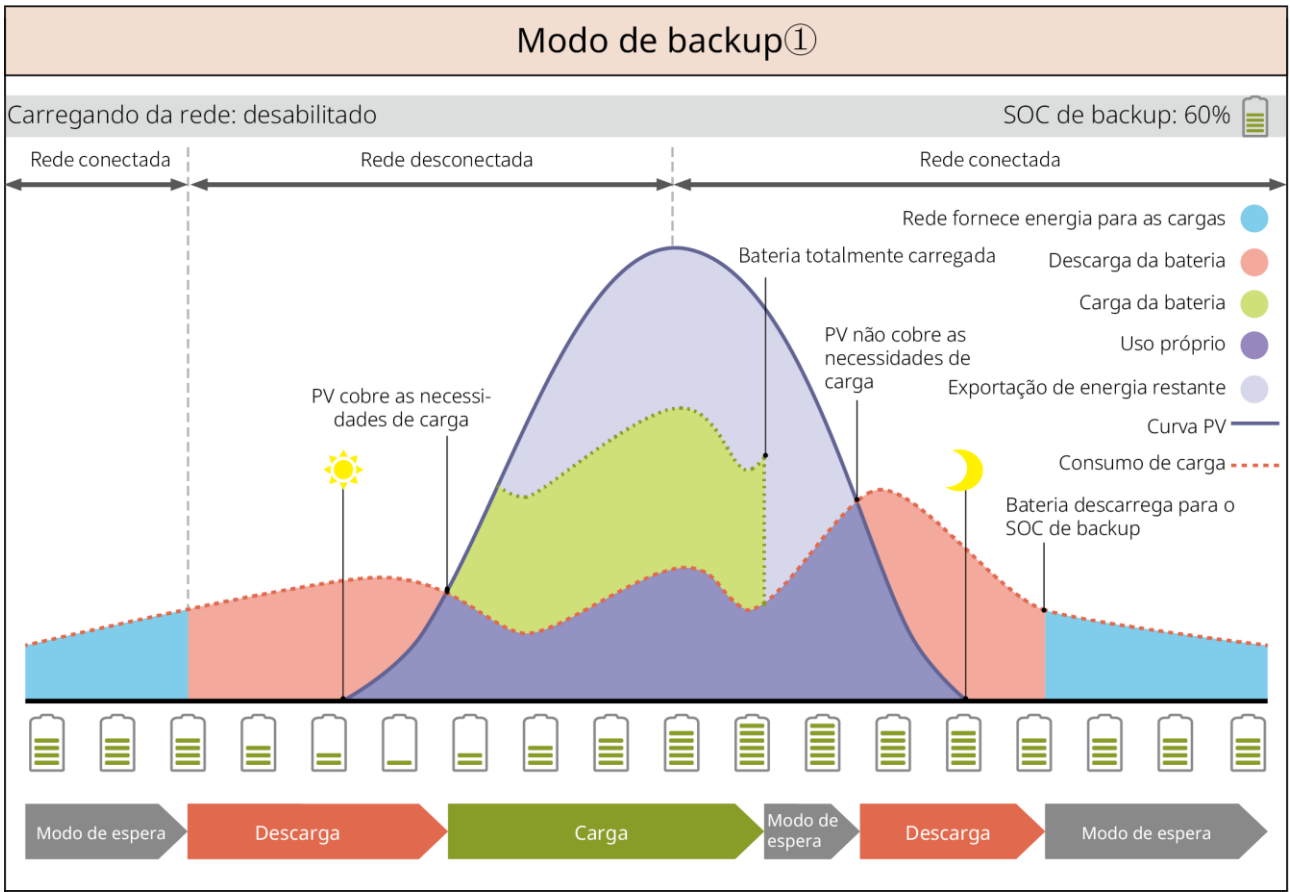 Modo de backup①
Carregando da rede: desabilitado
SOC de backup: 60%
Rede conectada
Rede desconectada
Rede conectada
Rede fornece energia para as cargas
Descarga da bateria
Carga da bateria
Uso próprio
Exportação de energia restante
Curva PV
Consumo de carga
Bateria totalmente carregada
PV não cobre as
necessidades de
carga
PV cobre as necessi-
dades de carga
Bateria descarrega para o
SOC de backup
Modo de espera
Descarga
Carga
Modo de
espera
Descarga
Modo de espera